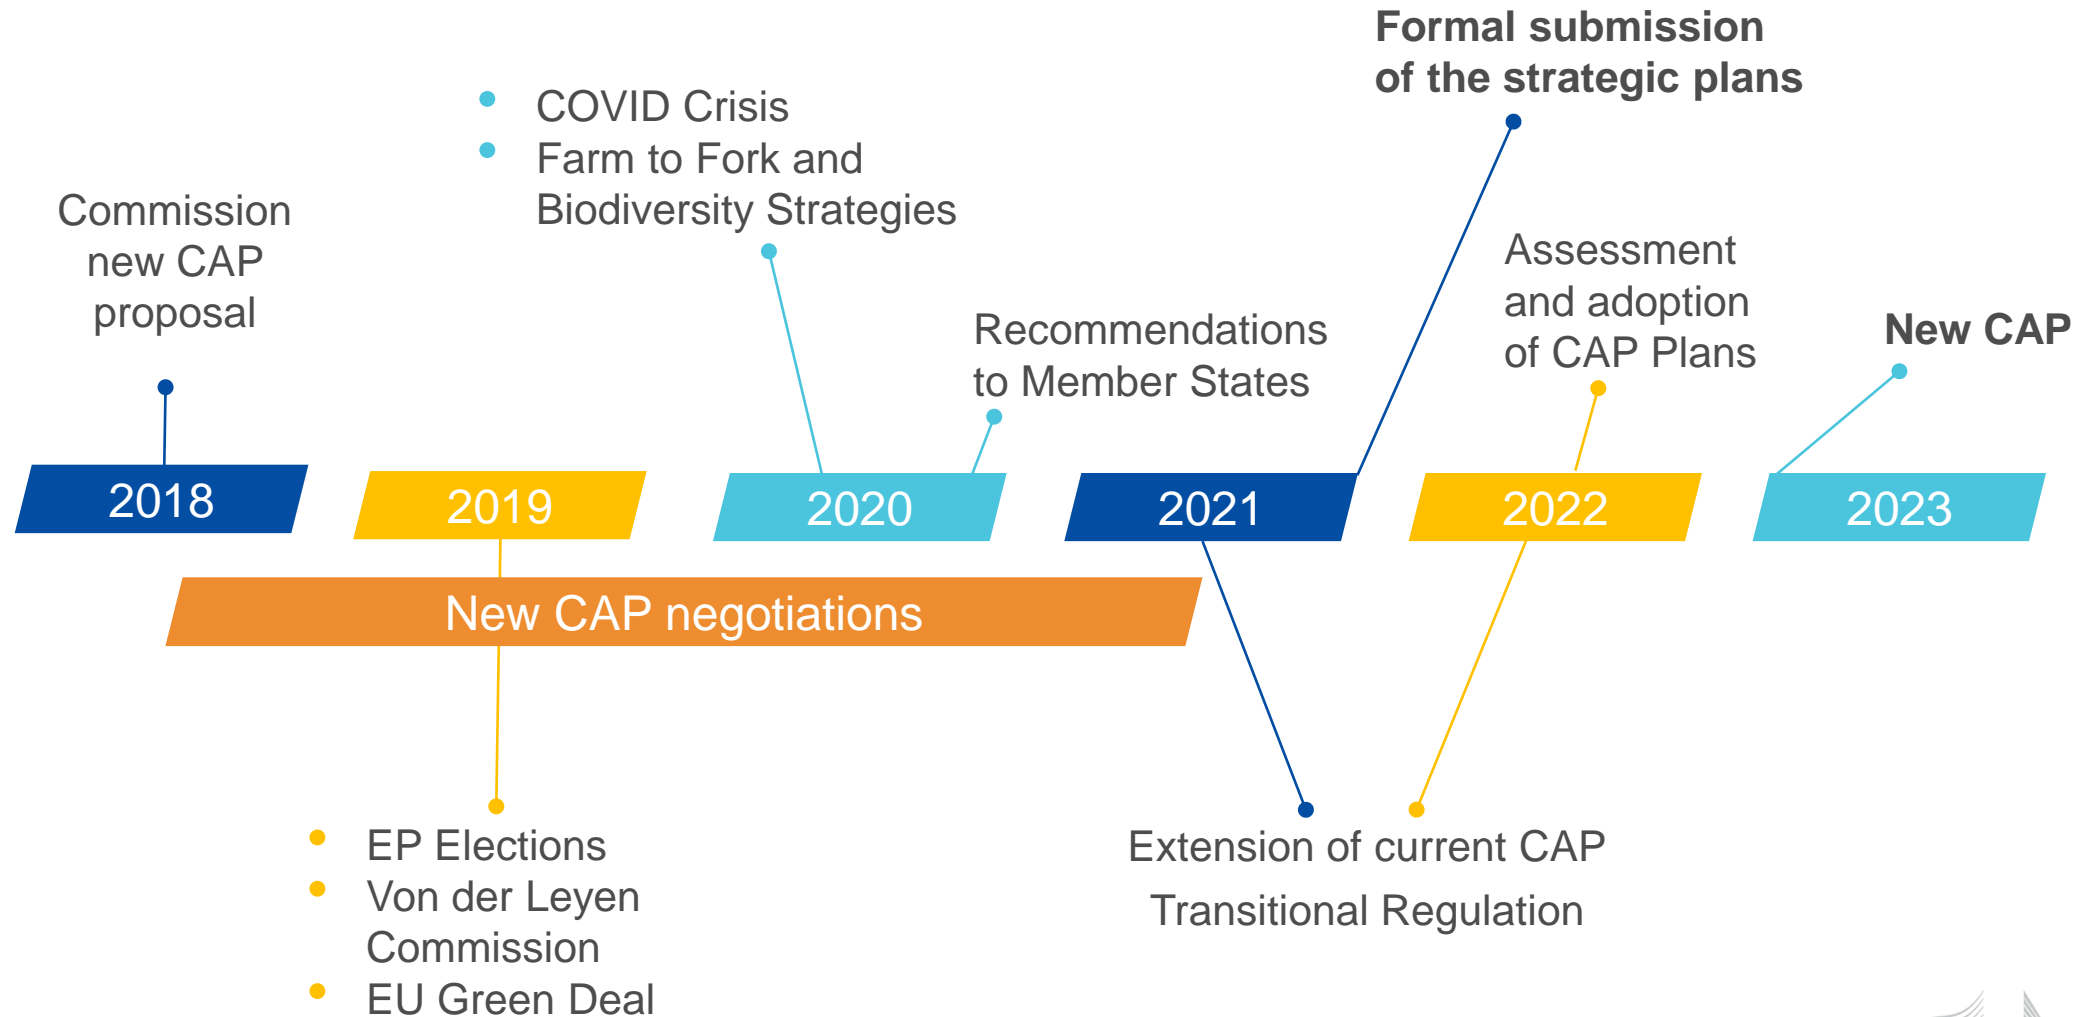 Formal submission
of the strategic plans
• COVID Crisis
• Farm to Fork and
Biodiversity Strategies
Commission
new CAP
proposal
Recommendations
to Member States
Assessment
and adoption
of CAP Plans
New CAP
2018
2019
2020
2021
2022
2023
New CAP negotiations
• EP Elections
• Von der Leyen
Commission
• EU Green Deal
Extension of current CAP
Transitional Regulation